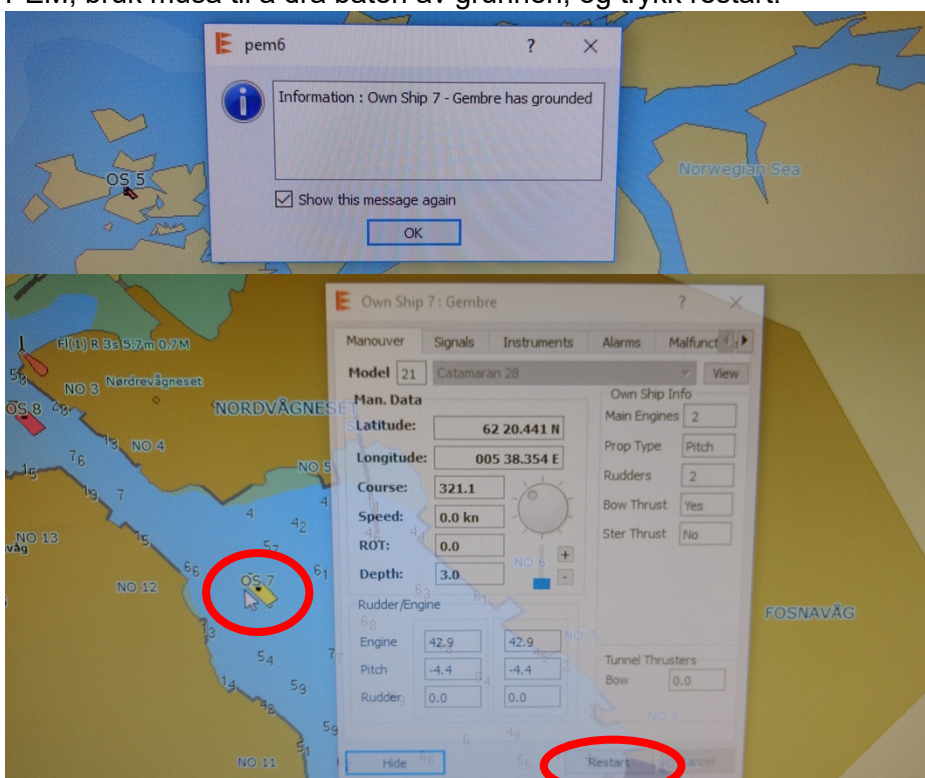 PEM, bruk musa til å dra båten av grunnen, og trykk restart.
pem6
Information : Own Ship 7 - Gembre has grounded
Show this message again
OK
OS 5
Norwegian Sea
Own Ship 7 : Gembre
Manouver Signals Instruments Alarms
Model 21 Catamaran 28 View
Man. Data
Latitude: 62 20.441 N
Longitude: 005 38.354 E
Course: 321.1
Speed: 0.0 kn
ROT: 0.0
Depth: 3.0
+
-
Own Ship Info
Main Engines 2
Prop Type Pitch
Rudders 2
Bow Thrust Yes
Ster Thrust No
Rudder/Engine
Engine 42.9 42.9
Pitch -4.4 -4.4
Rudder 0.0 0.0
Tunnel Thrusters
Bow 0.0
Hide Restart
Fl(1) R 3s 5.7m 0.7M
NO 3 Nørdrevågneset
OS 8
NORDVÅGNESET
NO 4
NO 5
NO 13
NO 12
OS 7
NO 6
NO 7
FOSNAVÅG
NO 11